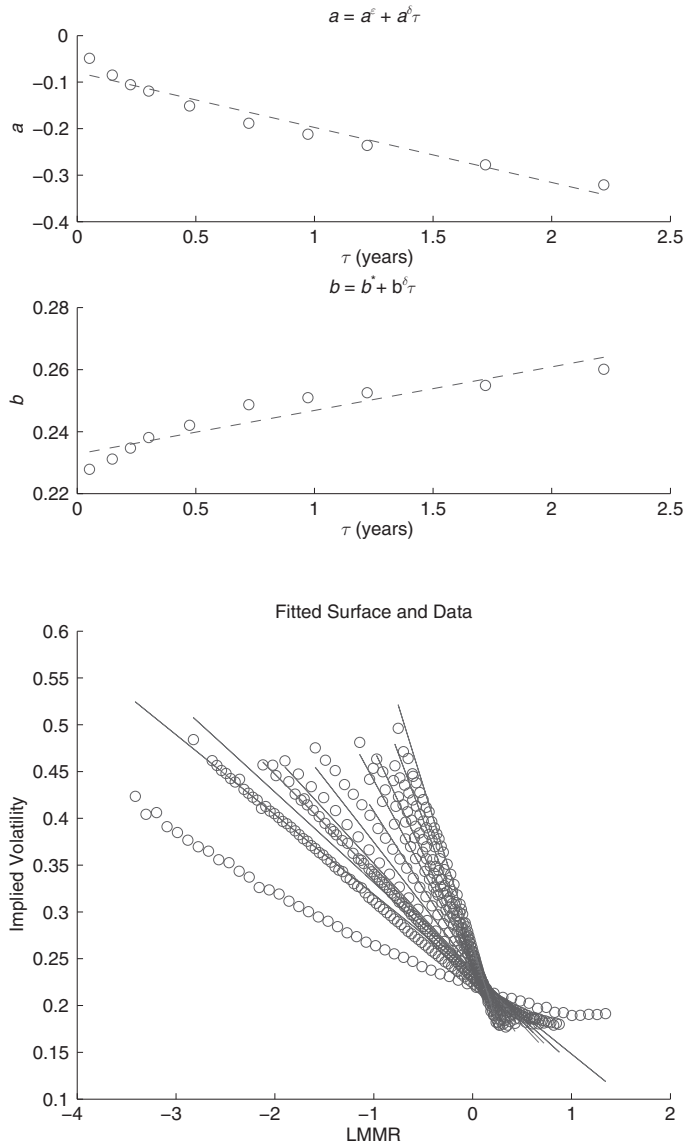 a = a^ε + a^δ τ
0
−0.1
−0.2
−0.3
−0.4
a
0 0.5 1 1.5 2 2.5
τ (years)
b = b* + b^δ τ
0.28
0.26
0.24
0.22
b
0 0.5 1 1.5 2 2.5
τ (years)
Fitted Surface and Data
0.6
0.55
0.5
0.45
0.4
0.35
0.3
0.25
0.2
0.15
0.1
Implied Volatility
−4 −3 −2 −1 0 1 2
LMMR